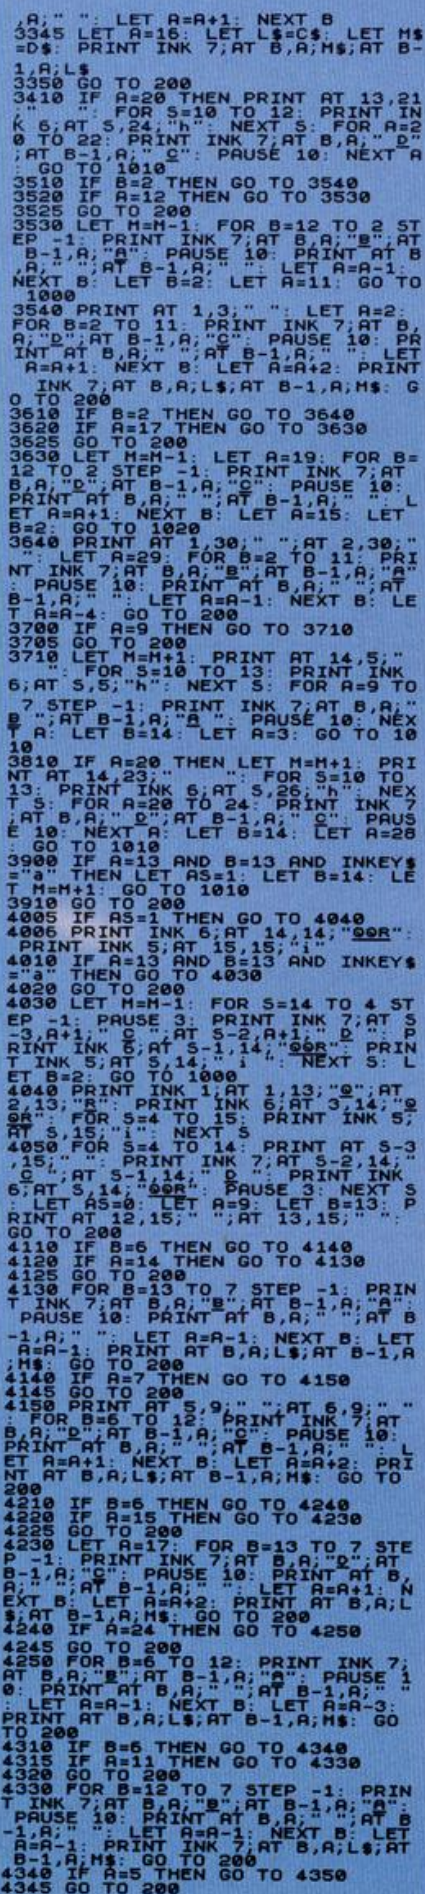 ,A;" ": LET A=A+1: NEXT B
3345 LET A=16: LET L$=C$: LET M$
=D$: PRINT INK 7;AT B,A;M$;AT B-
1,A;L$
3350 GO TO 200
3410 IF A=20 THEN PRINT AT 13,21
;" ": FOR S=10 TO 12: PRINT IN
K 6;AT S,24;"h": NEXT S: FOR A=2
0 TO 22: PRINT INK 7;AT B,A;" D"
;AT B-1,A;" C": PAUSE 10: NEXT A
: GO TO 1010
3510 IF B=2 THEN GO TO 3540
3520 IF A=12 THEN GO TO 3530
3525 GO TO 200
3530 LET M=M-1: FOR B=12 TO 2 ST
EP -1: PRINT INK 7;AT B,A;"B";AT
B-1,A;"A": PAUSE 10: PRINT AT B
,A;" ";AT B-1,A;" ": LET A=A-1:
NEXT B: LET B=2: LET A=11: GO TO
1000
3540 PRINT AT 1,3;" ": LET A=2:
FOR B=2 TO 11: PRINT INK 7;AT B,
A;"D";AT B-1,A;"C": PAUSE 10: PR
INT AT B,A;" ";AT B-1,A;" ": LET
A=A+1: NEXT B: LET A=A+2: PRINT
INK 7;AT B,A;L$;AT B-1,A;M$: G
O TO 200
3610 IF B=2 THEN GO TO 3640
3620 IF A=17 THEN GO TO 3630
3625 GO TO 200
3630 LET M=M-1: LET A=19: FOR B=
12 TO 2 STEP -1: PRINT INK 7;AT
B,A;"D";AT B-1,A;"C": PAUSE 10:
PRINT AT B,A;" ";AT B-1,A;" ": L
ET A=A+1: NEXT B: LET A=15: LET
B=2: GO TO 1020
3640 PRINT AT 1,30;" ";AT 2,30;"
": LET A=29: FOR B=2 TO 11: PRI
NT INK 7;AT B,A;"B";AT B-1,A;"A"
: PAUSE 10: PRINT AT B,A;" ";AT
B-1,A;" ": LET A=A-1: NEXT B: LE
T A=A-4: GO TO 200
3700 IF A=9 THEN GO TO 3710
3705 GO TO 200
3710 LET M=M+1: PRINT AT 14,5;"
": FOR S=10 TO 13: PRINT INK
6;AT S,5;"h": NEXT S: FOR A=9 TO
7 STEP -1: PRINT INK 7;AT B,A;"
B ";AT B-1,A;"A ": PAUSE 10: NEX
T A: LET B=14: LET A=3: GO TO 10
10
3810 IF A=20 THEN LET M=M+1: PRI
NT AT 14,23;" ": FOR S=10 TO
13: PRINT INK 6;AT S,26;"h": NEX
T S: FOR A=20 TO 24: PRINT INK 7
;AT B,A;" D";AT B-1,A;" C": PAUS
E 10: NEXT A: LET B=14: LET A=28
: GO TO 1010
3900 IF A=13 AND B=13 AND INKEY$
="a" THEN LET AS=1: LET B=14: LE
T M=M+1: GO TO 1010
3910 GO TO 200
4005 IF AS=1 THEN GO TO 4040
4006 PRINT INK 6;AT 14,14;"QQR":
PRINT INK 5;AT 15,15;"i"
4010 IF A=13 AND B=13 AND INKEY$
="a" THEN GO TO 4030
4020 GO TO 200
4030 LET M=M-1: FOR S=14 TO 4 ST
EP -1: PAUSE 3: PRINT INK 7;AT S
-3,A+1;" C ";AT S-2,A+1;" D ": P
RINT INK 6;AT S-1,14;"QQR": PRIN
T INK 5;AT S,14;" i ": NEXT S: L
ET B=2: GO TO 1000
4040 PRINT INK 1;AT 1,13;"Q";AT
2,13;"R": PRINT INK 6;AT 3,14;"Q
QR": FOR S=4 TO 15: PRINT INK 5;
AT S,15;"i": NEXT S
4050 FOR S=4 TO 14: PRINT AT S-3
,15;" ": PRINT INK 7;AT S-2,14;"
C ";AT S-1,14;" D ": PRINT INK
6;AT S,14;"QQR": PAUSE 3: NEXT S
: LET AS=0: LET A=9: LET B=13: P
RINT AT 12,15;" ";AT 13,15;" ":
GO TO 200
4110 IF B=6 THEN GO TO 4140
4120 IF A=14 THEN GO TO 4130
4125 GO TO 200
4130 FOR B=13 TO 7 STEP -1: PRIN
T INK 7;AT B,A;"B";AT B-1,A;"A":
PAUSE 10: PRINT AT B,A;" ";AT B
-1,A;" ": LET A=A-1: NEXT B: LET
A=A-1: PRINT AT B,A;L$;AT B-1,A
;M$: GO TO 200
4140 IF A=7 THEN GO TO 4150
4145 GO TO 200
4150 PRINT AT 5,9;" ";AT 6,9;" "
: FOR B=6 TO 12: PRINT INK 7;AT
B,A;"D";AT B-1,A;"C": PAUSE 10:
PRINT AT B,A;" ";AT B-1,A;" ": L
ET A=A+1: NEXT B: LET A=A+2: PRI
NT AT B,A;L$;AT B-1,A;M$: GO TO
200
4210 IF B=6 THEN GO TO 4240
4220 IF A=15 THEN GO TO 4230
4225 GO TO 200
4230 LET A=17: FOR B=13 TO 7 STE
P -1: PRINT INK 7;AT B,A;"D";AT
B-1,A;"C": PAUSE 10: PRINT AT B,
A;" ";AT B-1,A;" ": LET A=A+1: N
EXT B: LET A=A+2: PRINT AT B,A;L
$;AT B-1,A;M$: GO TO 200
4240 IF A=24 THEN GO TO 4250
4245 GO TO 200
4250 FOR B=6 TO 12: PRINT INK 7;
AT B,A;"B";AT B-1,A;"A": PAUSE 1
0: PRINT AT B,A;" ";AT B-1,A;" "
: LET A=A-1: NEXT B: LET A=A-3:
PRINT AT B,A;L$;AT B-1,A;M$: GO
TO 200
4310 IF B=6 THEN GO TO 4340
4315 IF A=11 THEN GO TO 4330
4320 GO TO 200
4330 FOR B=12 TO 7 STEP -1: PRIN
T INK 7;AT B,A;"B";AT B-1,A;"A":
PAUSE 10: PRINT AT B,A;" ";AT B
-1,A;" ": LET A=A-1: NEXT B: LET
A=A-1: PRINT INK 7;AT B,A;L$;AT
B-1,A;M$: GO TO 200
4340 IF A=5 THEN GO TO 4350
4345 GO TO 200